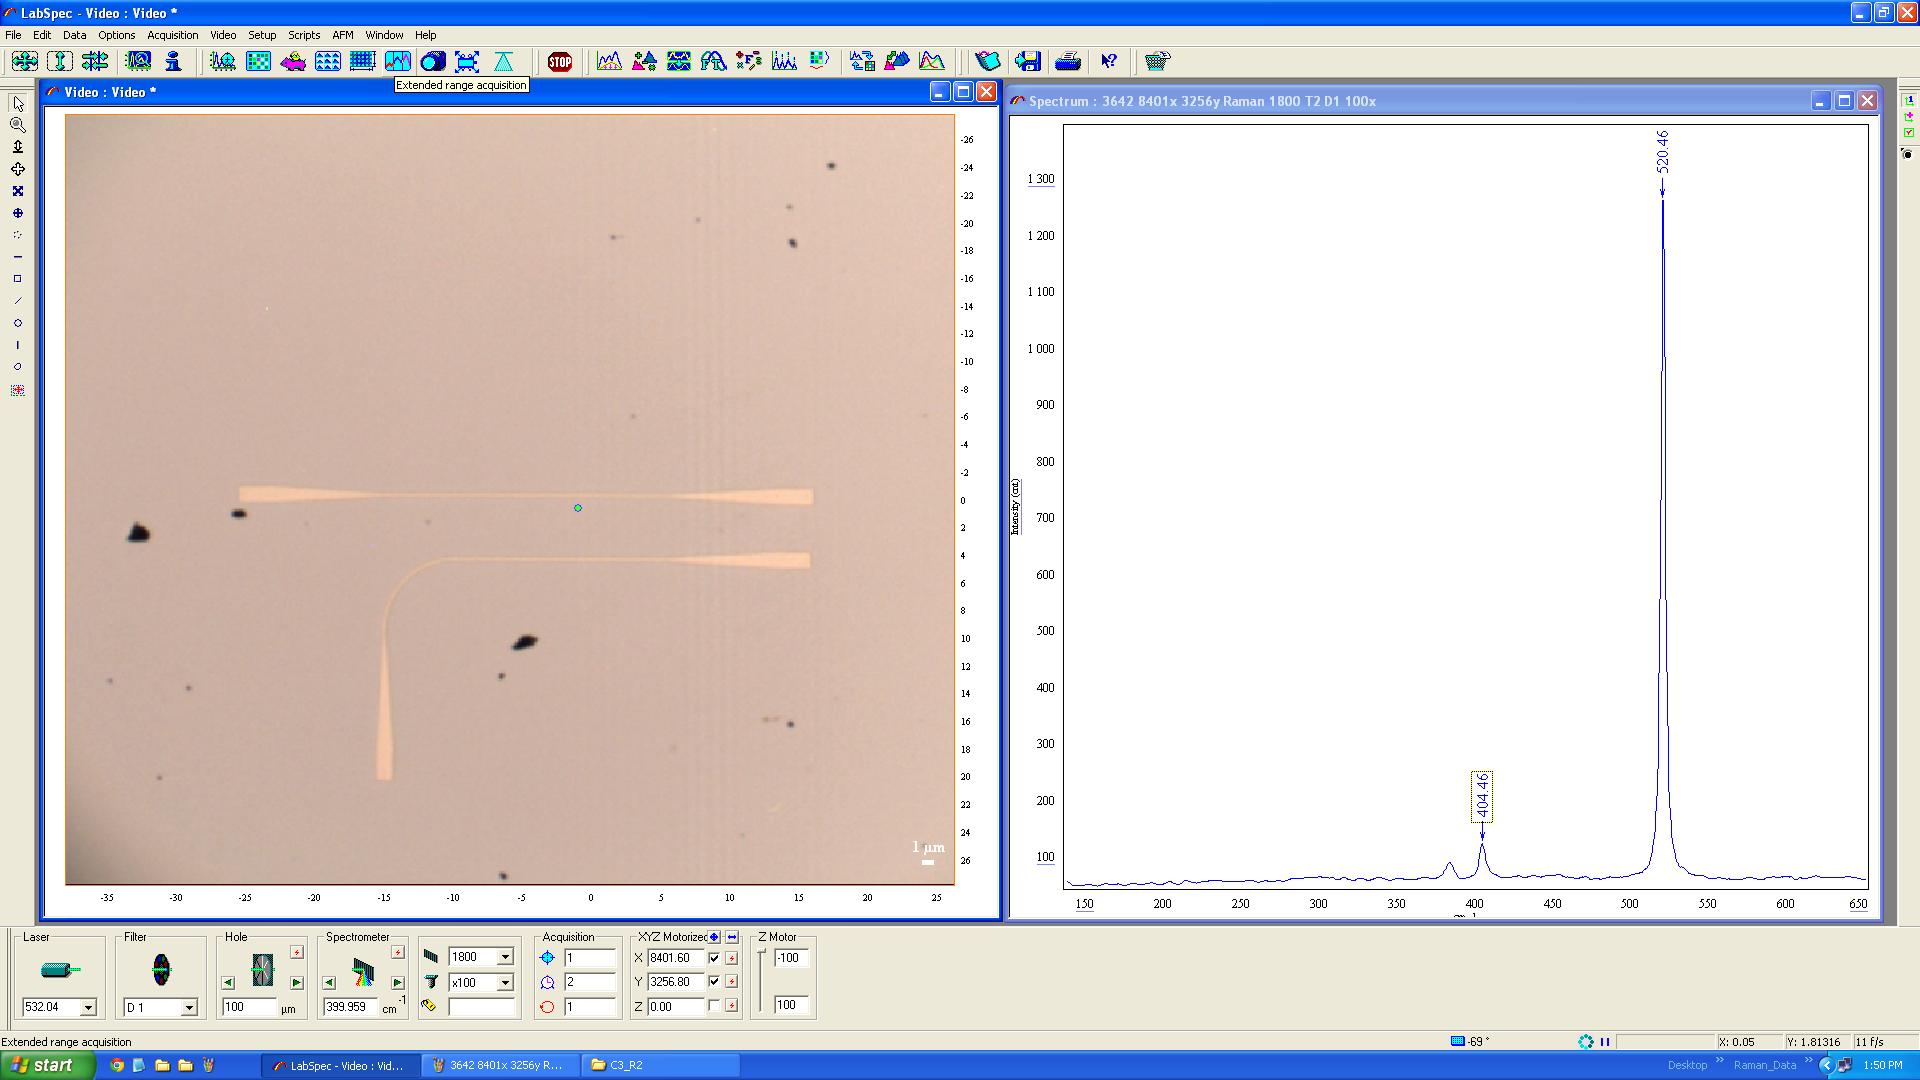 LabSpec - Video : Video *
File Edit Data Options Acquisition Video Setup Scripts AFM Window Help
STOP
Extended range acquisition
Video : Video *
-26
-24
-22
-20
-18
-16
-14
-12
-10
-8
-6
-4
-2
0
2
4
6
8
10
12
14
16
18
20
22
24
26
1 µm
-35 -30 -25 -20 -15 -10 -5 0 5 10 15 20 25
Spectrum : 3642 8401x 3256y Raman 1800 T2 D1 100x
520.46
404.46
1 300
1 200
1 100
1 000
900
800
700
600
500
400
300
200
100
Intensity (cnt)
150 200 250 300 350 400 450 500 550 600 650
Laser
532.04
Filter
D 1
Hole
100 µm
Spectrometer
399.959 cm-1
1800
x100
Acquisition
1
2
1
XYZ Motorized
X 8401.60
Y 3256.80
Z 0.00
Z Motor
-100
100
Extended range acquisition
-69 °
X: 0.05
Y: 1.81316
11 f/s
start
LabSpec - Video : Vid...
3642 8401x 3256y R...
C3_R2
Desktop
Raman_Data
1:50 PM